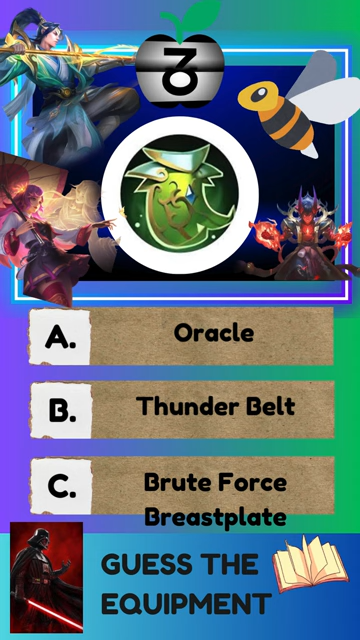 3
A. Oracle
B. Thunder Belt
C. Brute Force
Breastplate
GUESS THE
EQUIPMENT